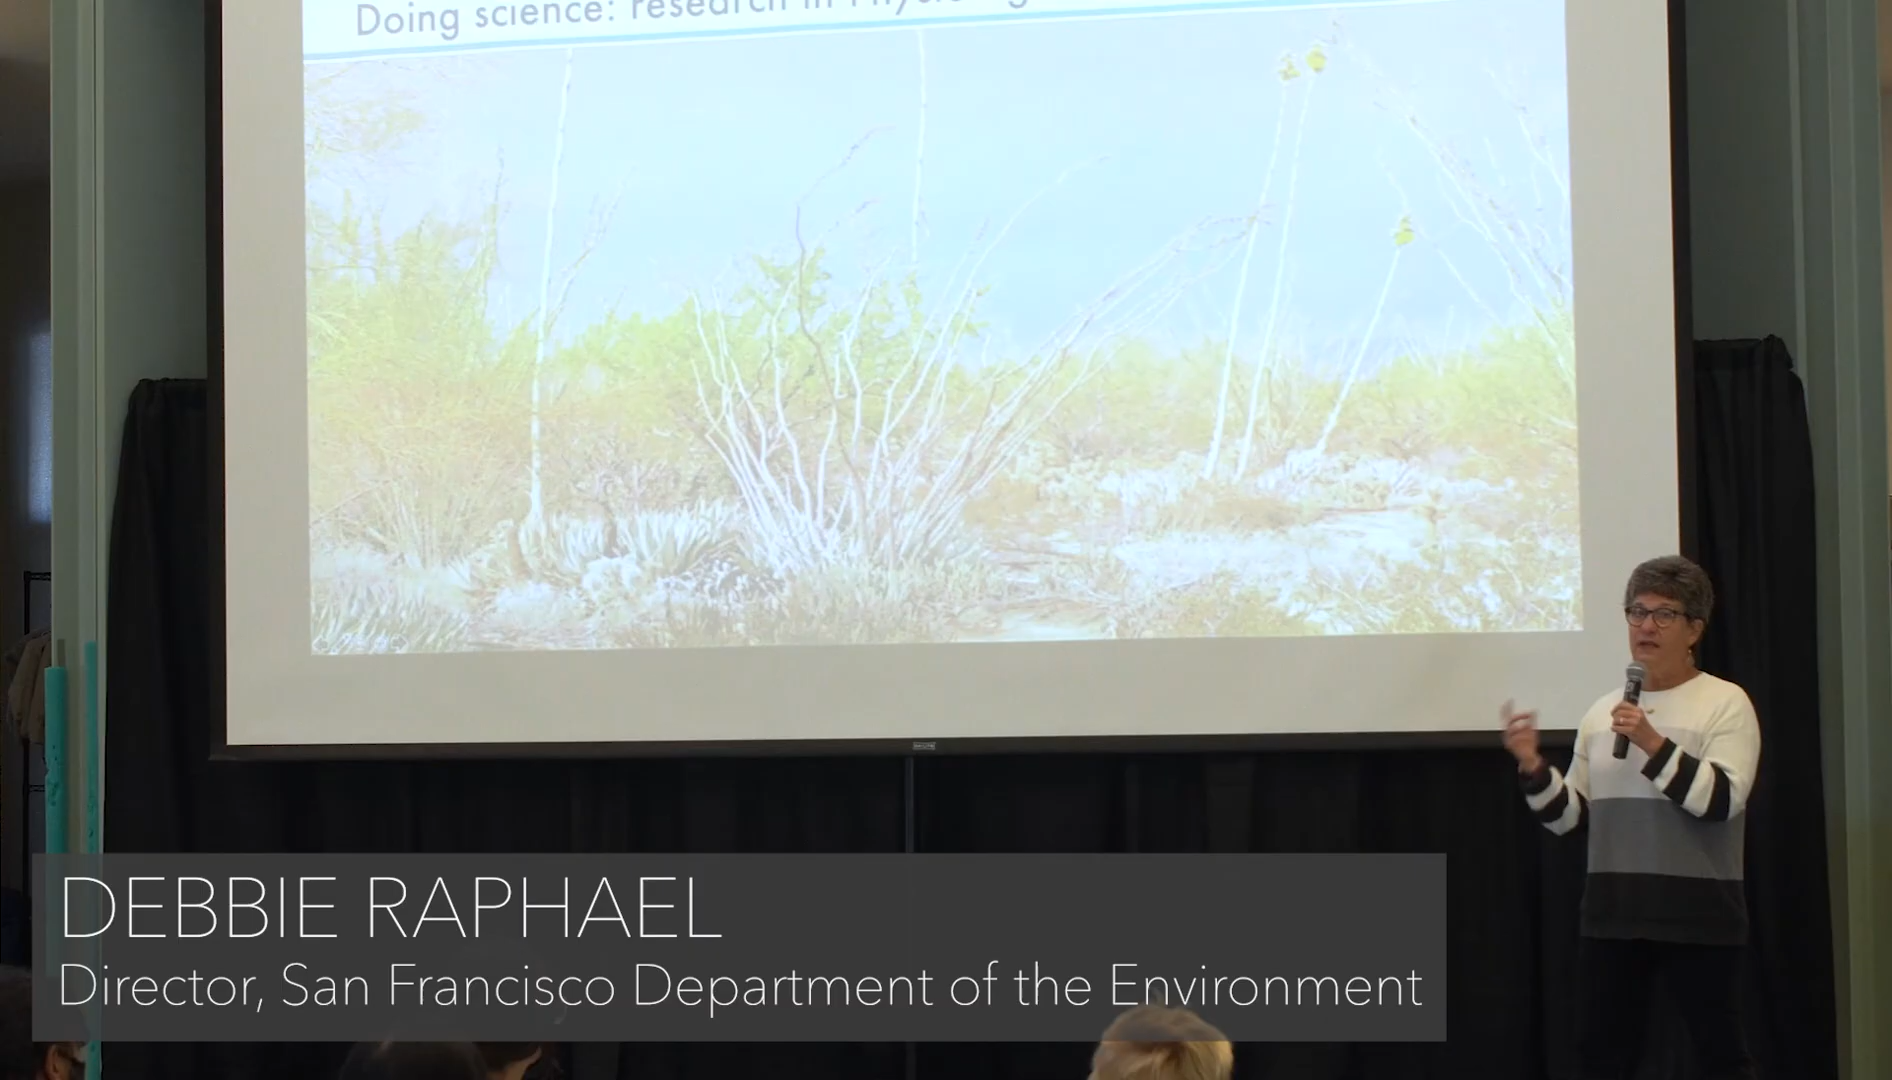 Doing science: research in
DEBBIE RAPHAEL
Director, San Francisco Department of the Environment